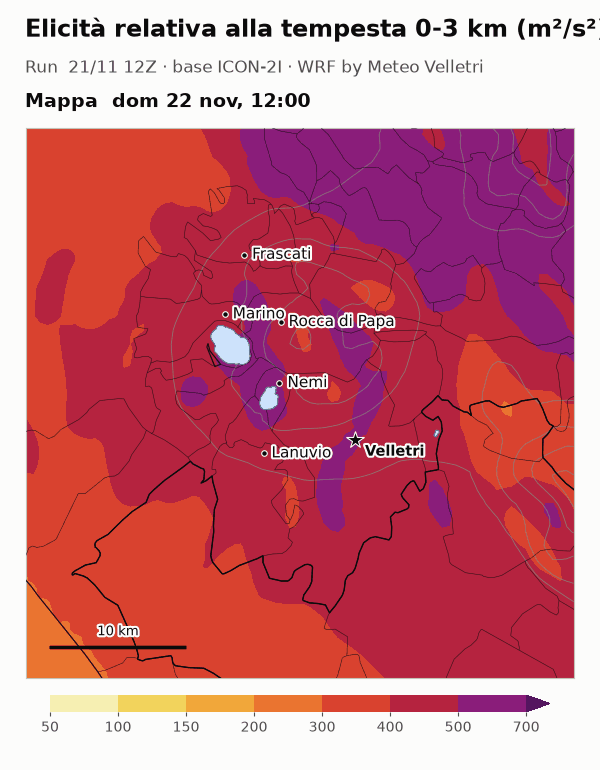 Elicità relativa alla tempesta 0-3 km (m²/s²)
Run 21/11 12Z · base ICON-2I · WRF by Meteo Velletri
Mappa dom 22 nov, 12:00
Frascati
Marino
Rocca di Papa
Nemi
Velletri
Lanuvio
10 km
50 100 150 200 300 400 500 700